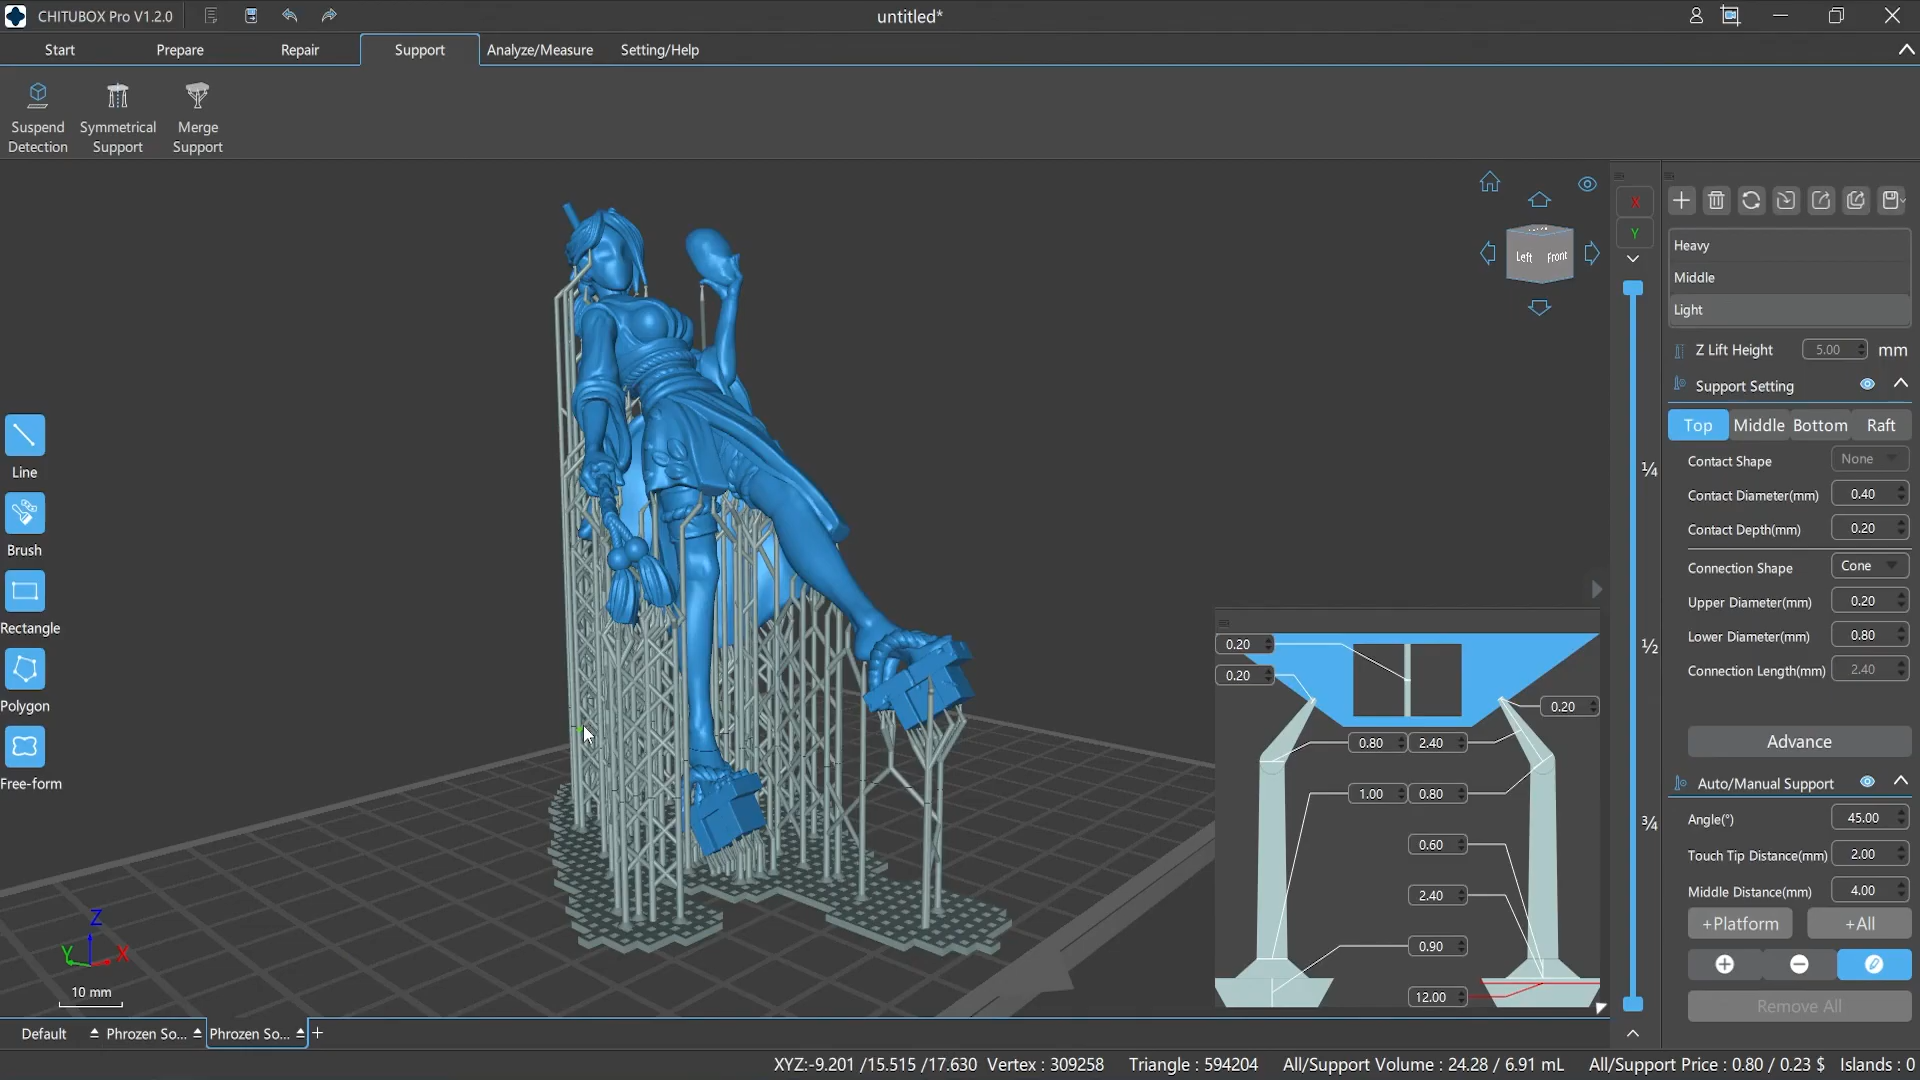 CHITUBOX Pro V1.2.0
untitled*
Start Prepare Repair Support Analyze/Measure Setting/Help
Suspend Detection
Symmetrical Support
Merge Support
Line
Brush
Rectangle
Polygon
Free-form
Left Front
X
Y
Heavy
Middle
Light
Z Lift Height 5.00 mm
Support Setting
Top Middle Bottom Raft
Contact Shape None
Contact Diameter(mm) 0.40
Contact Depth(mm) 0.20
Connection Shape Cone
Upper Diameter(mm) 0.20
Lower Diameter(mm) 0.80
Connection Length(mm) 2.40
Advance
Auto/Manual Support
Angle(°) 45.00
Touch Tip Distance(mm) 2.00
Middle Distance(mm) 4.00
+Platform +All
Remove All
¼
½
¾
0.20
0.20
0.20
0.80 2.40
1.00 0.80
0.60
2.40
0.90
12.00
Z
Y X
10 mm
Default Phrozen So... Phrozen So... +
XYZ:-9.201 /15.515 /17.630 Vertex : 309258 Triangle : 594204 All/Support Volume : 24.28 / 6.91 mL All/Support Price : 0.80 / 0.23 $ Islands : 0